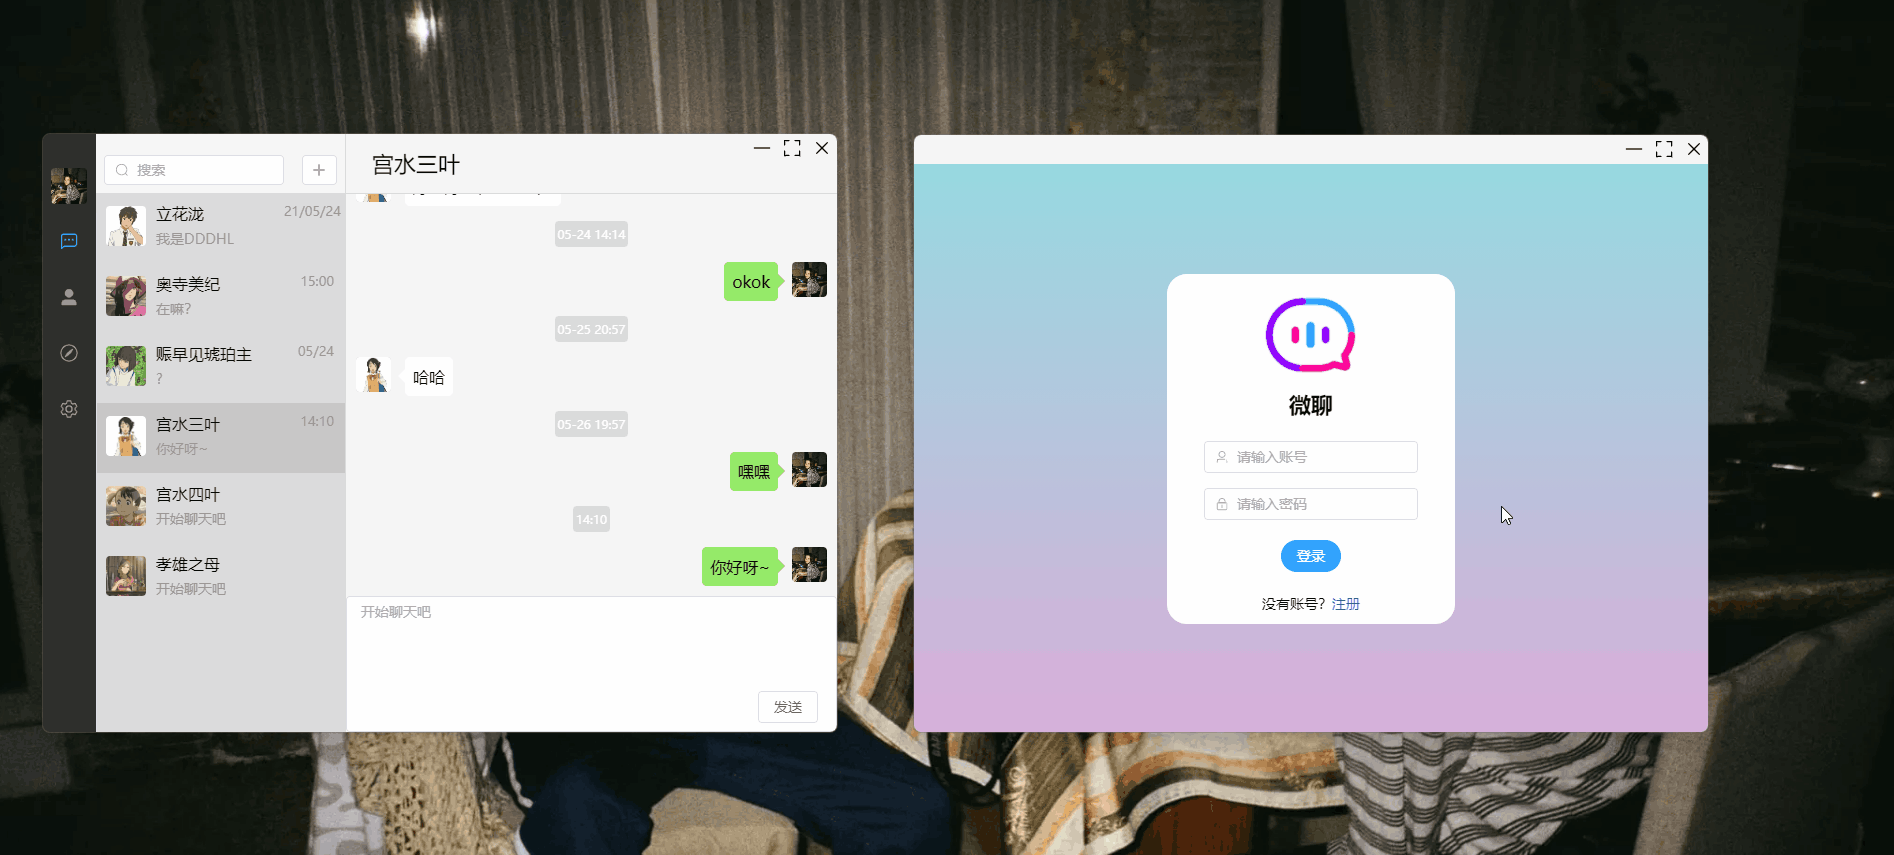 搜索
立花泷
21/05/24
我是DDDHL
奥寺美纪
15:00
在嘛?
赈早见琥珀主
05/24
?
宫水三叶
14:10
你好呀~
宫水四叶
开始聊天吧
孝雄之母
开始聊天吧
宫水三叶
05-24 14:14
okok
05-25 20:57
哈哈
05-26 19:57
嘿嘿
14:10
你好呀~
开始聊天吧
发送
微聊
请输入账号
请输入密码
登录
没有账号? 注册